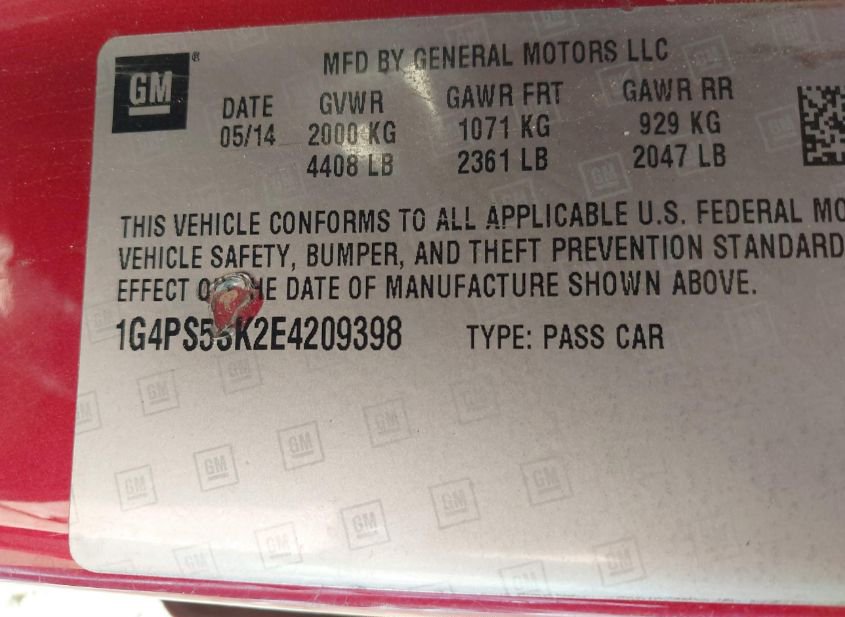 GM ®
MFD BY GENERAL MOTORS LLC
DATE GVWR GAWR FRT GAWR RR
05/14 2000 KG 1071 KG 929 KG
4408 LB 2361 LB 2047 LB
THIS VEHICLE CONFORMS TO ALL APPLICABLE U.S. FEDERAL MO
VEHICLE SAFETY, BUMPER, AND THEFT PREVENTION STANDARD
EFFECT DATE OF MANUFACTURE SHOWN ABOVE.
1G4PS5SK2E4209398 TYPE: PASS CAR